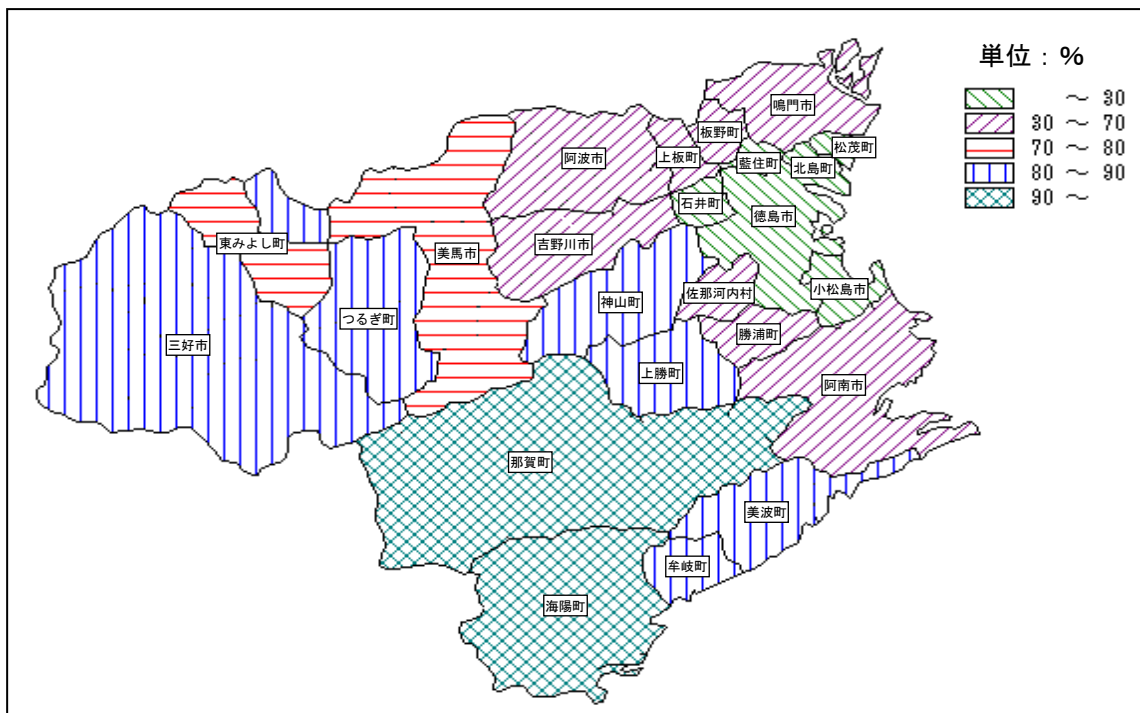 単位：%
～ 30
30 ～ 70
70 ～ 80
80 ～ 90
90 ～
鳴門市
板野町
松茂町
阿波市
上板町
藍住町
北島町
石井町
徳島市
東みよし町
美馬市
吉野川市
小松島市
佐那河内村
神山町
つるぎ町
三好市
勝浦町
上勝町
阿南市
那賀町
美波町
牟岐町
海陽町